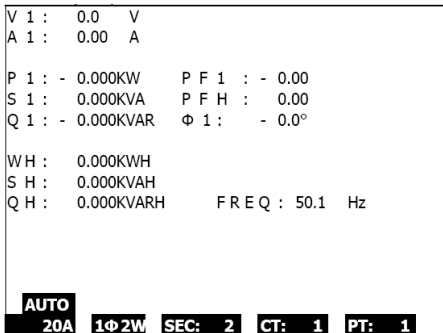 V 1 : 0.0 V
A 1 : 0.00 A
P 1 : - 0.000KW P F 1 : - 0.00
S 1 : 0.000KVA P F H : 0.00
Q 1 : - 0.000KVAR Φ 1 : - 0.0°
W H : 0.000KWH
S H : 0.000KVAH
Q H : 0.000KVARH F R E Q : 50.1 Hz
AUTO
20A 1Φ2W SEC: 2 CT: 1 PT: 1